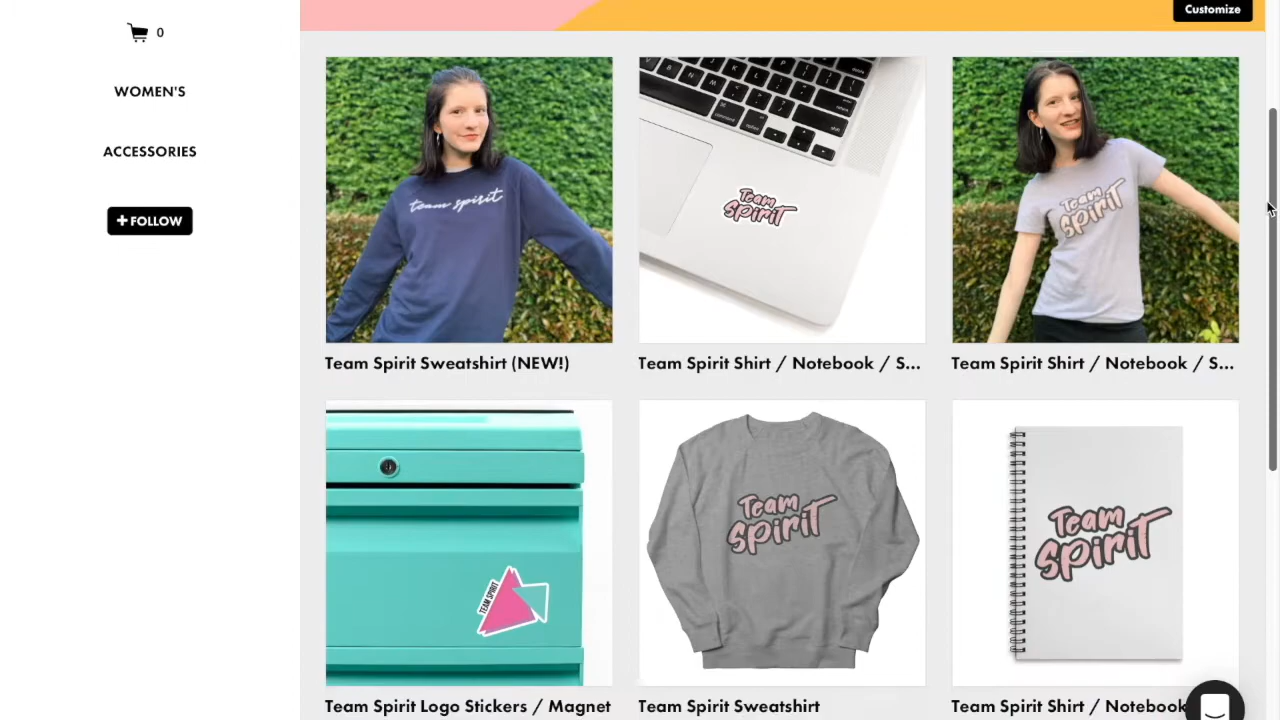 Customize
0
WOMEN'S
ACCESSORIES
+ FOLLOW
team spirit
Team
Spirit
Team
Spirit
Team Spirit Sweatshirt (NEW!)
Team Spirit Shirt / Notebook / S...
Team Spirit Shirt / Notebook / S...
TEAM SPIRIT
Team
Spirit
Team
Spirit
Team Spirit Logo Stickers / Magnet
Team Spirit Sweatshirt
Team Spirit Shirt / Notebook